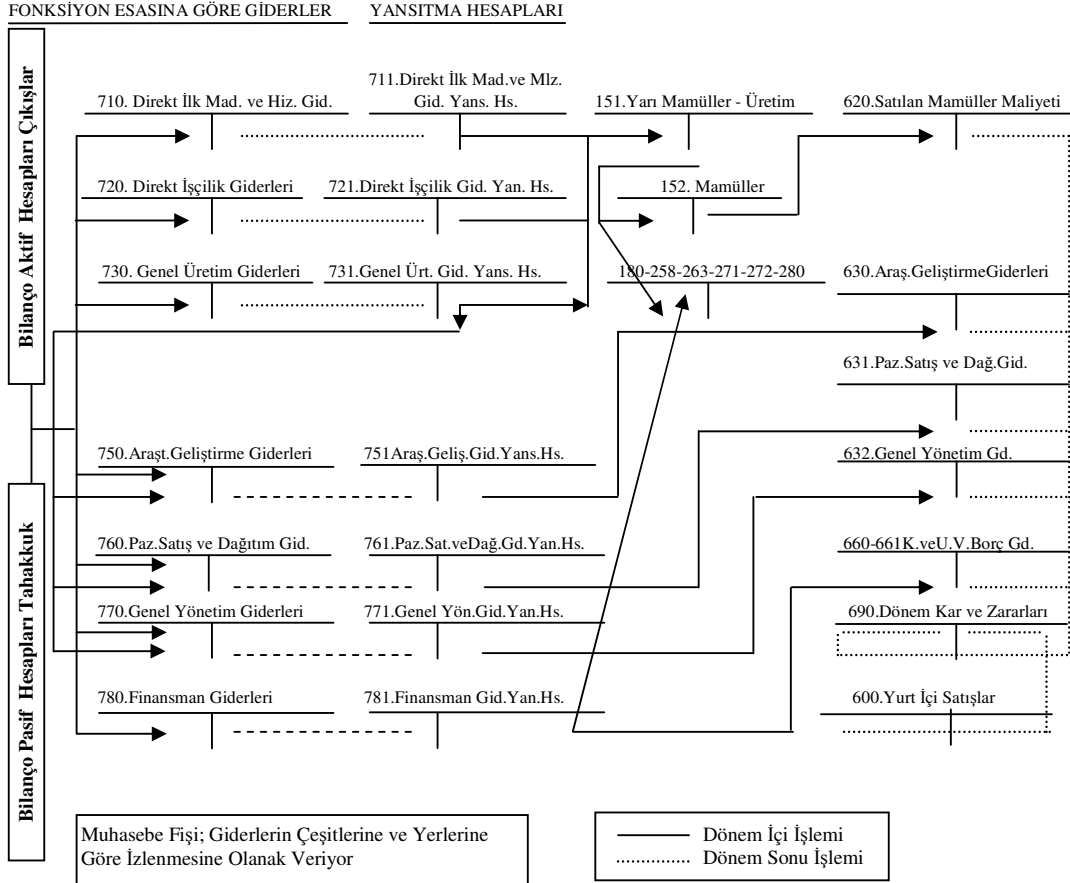 FONKSİYON ESASINA GÖRE GİDERLER YANSITMA HESAPLARI
Bilanço Aktif Hesapları Çıkışlar
710. Direkt İlk Mad. ve Hiz. Gid.
711.Direkt İlk Mad.ve Mlz.
Gid. Yans. Hs.
151.Yarı Mamüller - Üretim
620.Satılan Mamüller Maliyeti
720. Direkt İşçilik Giderleri
721.Direkt İşçilik Gid. Yan. Hs.
152. Mamüller
730. Genel Üretim Giderleri
731.Genel Ürt. Gid. Yans. Hs.
180-258-263-271-272-280
630.Araş.GeliştirmeGiderleri
631.Paz.Satış ve Dağ.Gid.
Bilanço Pasif Hesapları Tahakkuk
750.Araşt.Geliştirme Giderleri
751Araş.Geliş.Gid.Yans.Hs.
632.Genel Yönetim Gd.
760.Paz.Satış ve Dağıtım Gid.
761.Paz.Sat.veDağ.Gd.Yan.Hs.
660-661K.veU.V.Borç Gd.
770.Genel Yönetim Giderleri
771.Genel Yön.Gid.Yan.Hs.
690.Dönem Kar ve Zararları
780.Finansman Giderleri
781.Finansman Gid.Yan.Hs.
600.Yurt İçi Satışlar
Muhasebe Fişi; Giderlerin Çeşitlerine ve Yerlerine
Göre İzlenmesine Olanak Veriyor
Dönem İçi İşlemi
Dönem Sonu İşlemi